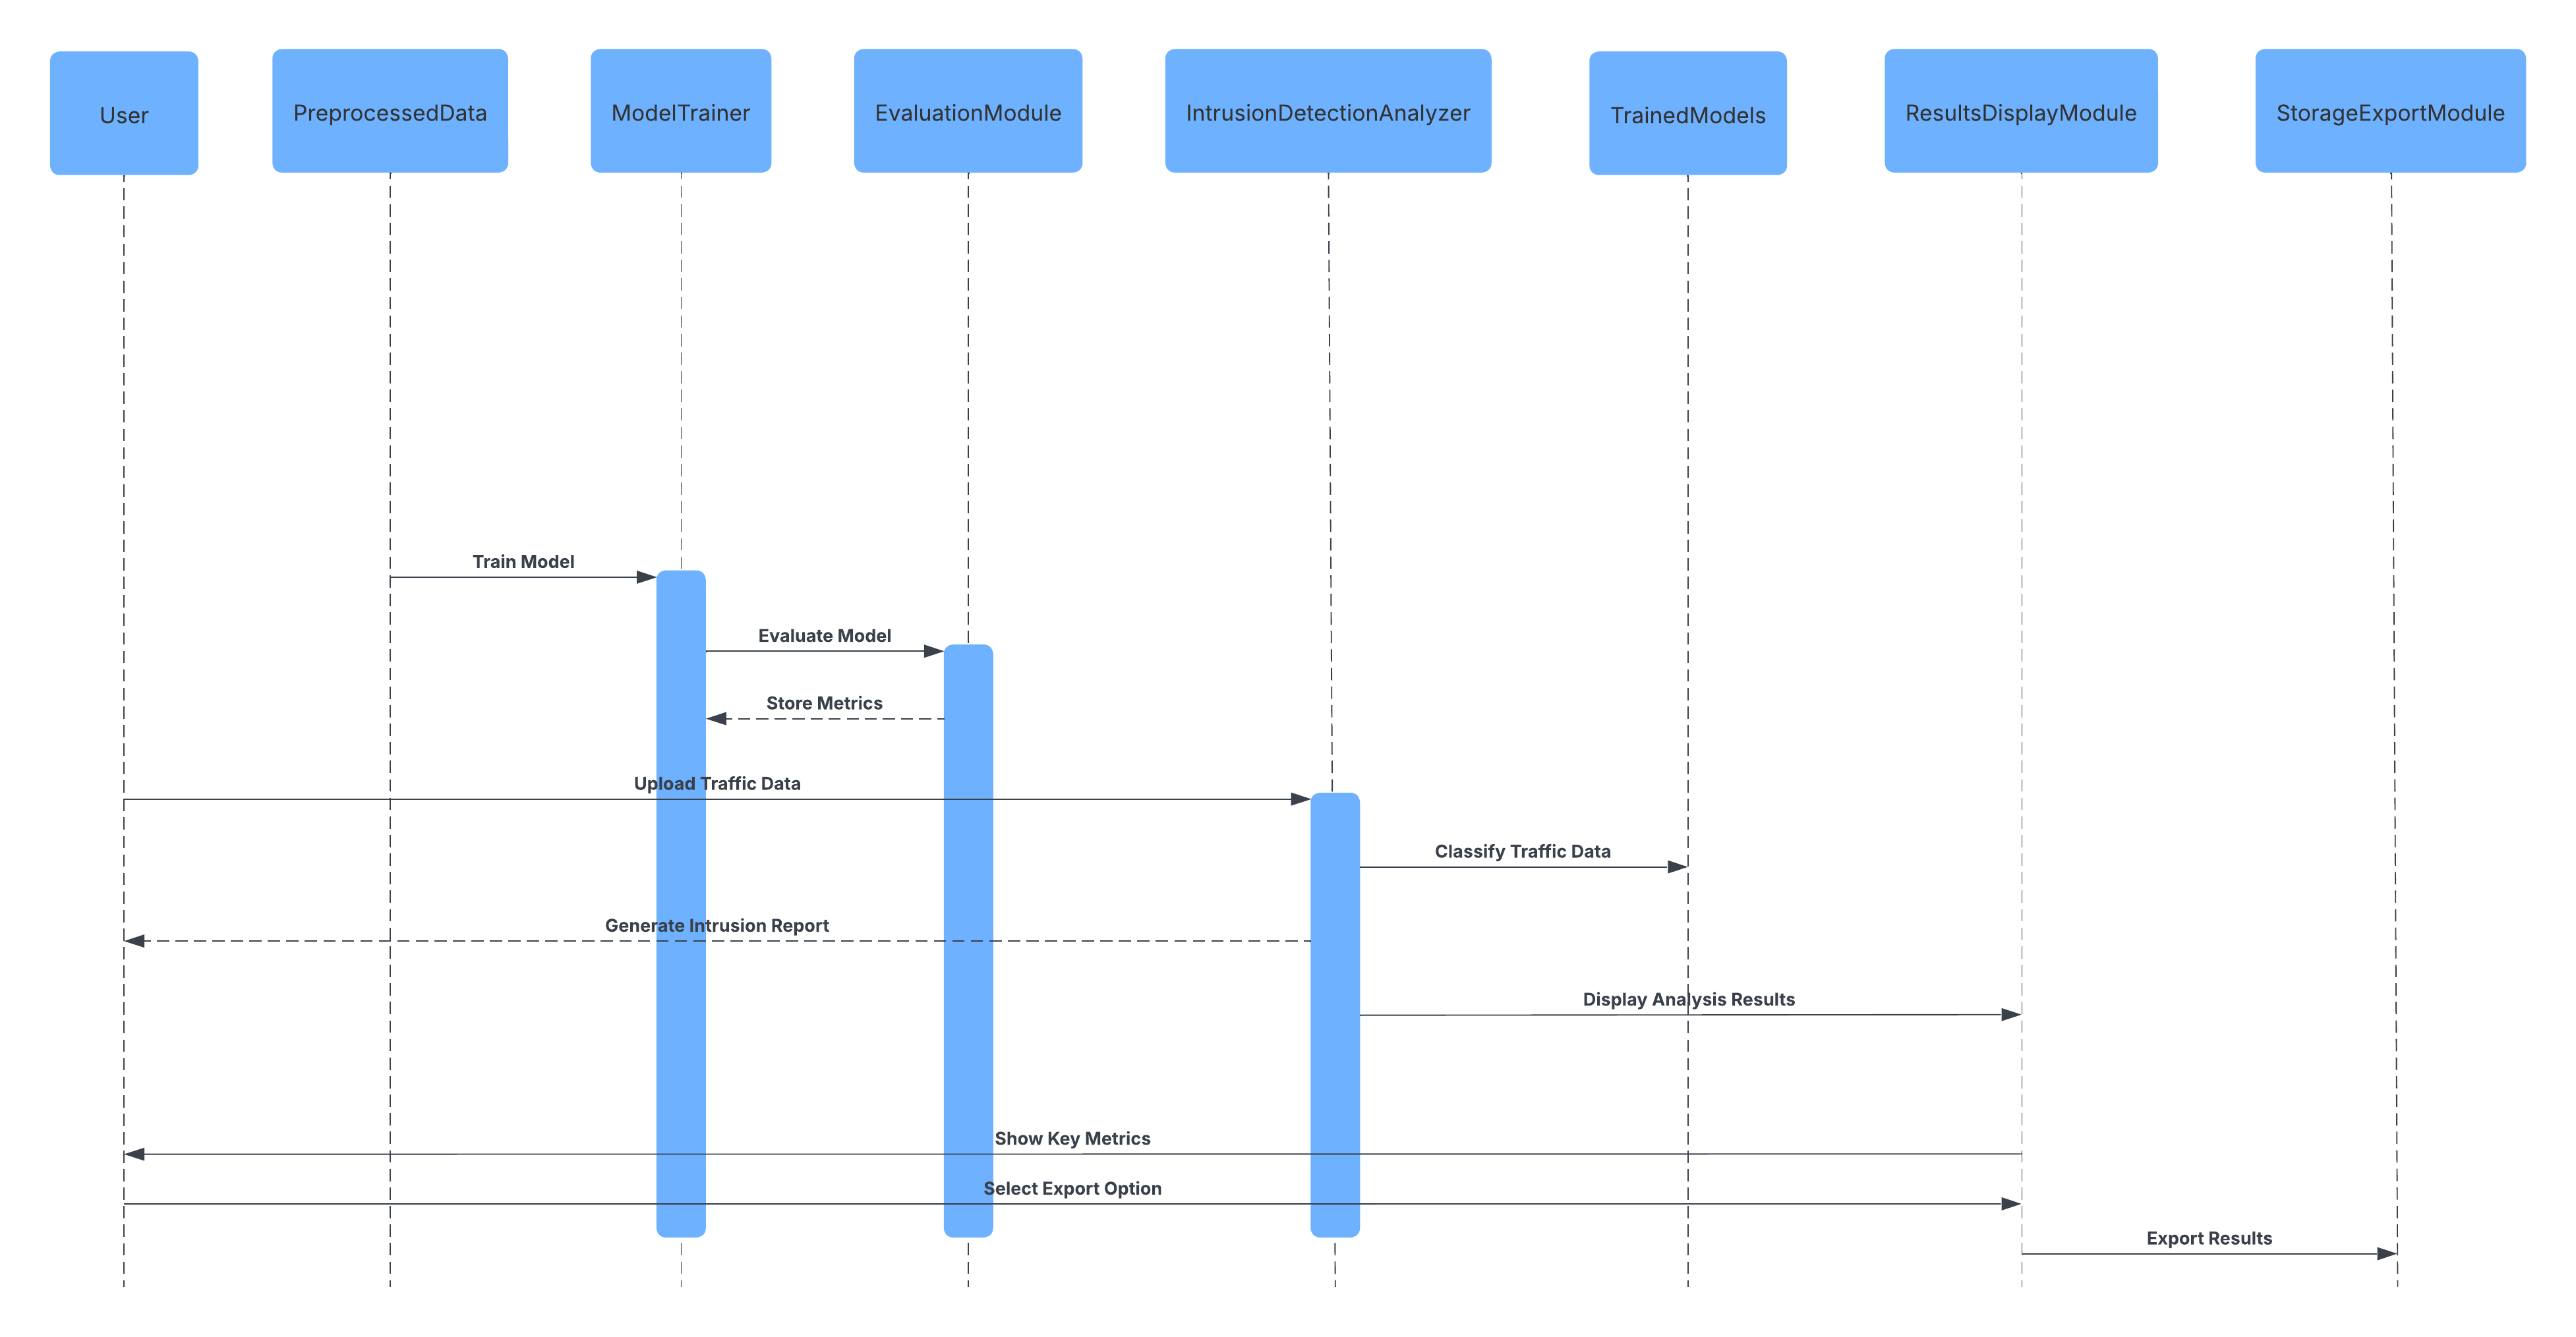 User
PreprocessedData
ModelTrainer
EvaluationModule
IntrusionDetectionAnalyzer
TrainedModels
ResultsDisplayModule
StorageExportModule
Train Model
Evaluate Model
Store Metrics
Upload Traffic Data
Classify Traffic Data
Generate Intrusion Report
Display Analysis Results
Show Key Metrics
Select Export Option
Export Results